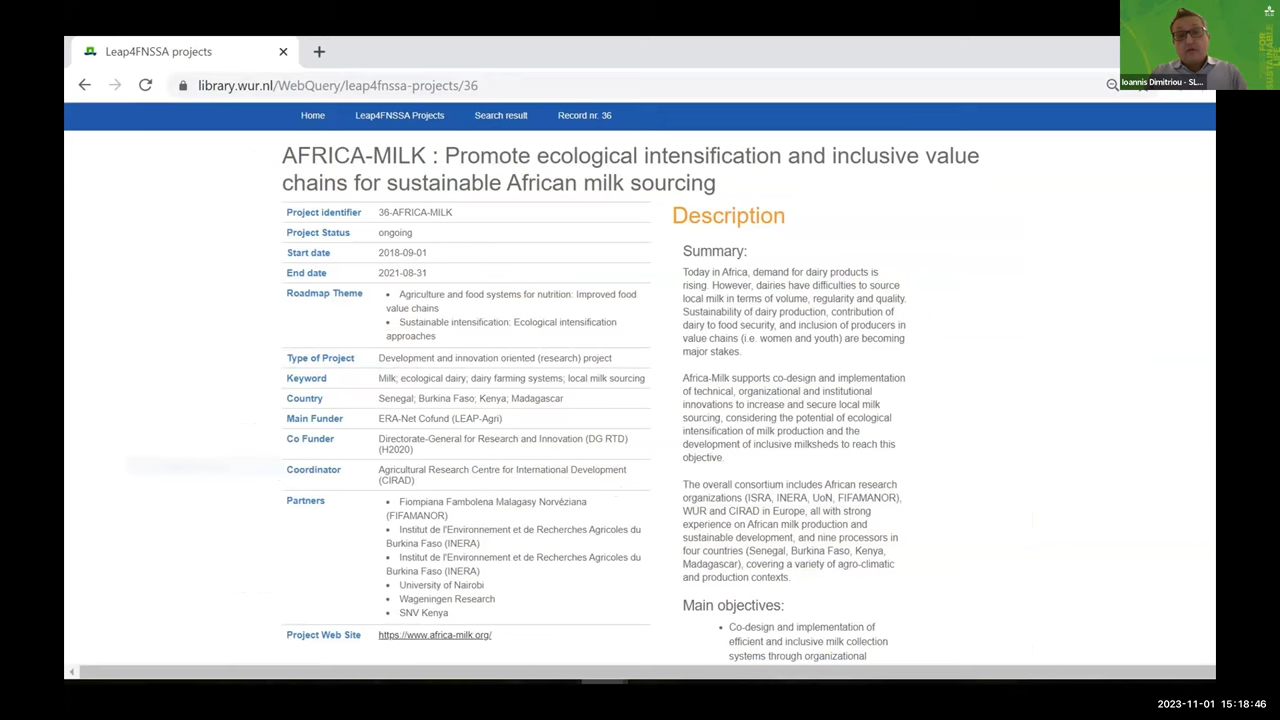 Leap4FNSSA projects
library.wur.nl/WebQuery/leap4fnssa-projects/36
Ioannis Dimitriou - SL...
SLU
FOR
SUSTAINABLE
LIFE
Home Leap4FNSSA Projects Search result Record nr. 36
AFRICA-MILK : Promote ecological intensification and inclusive value
chains for sustainable African milk sourcing
Project identifier 36-AFRICA-MILK
Project Status ongoing
Start date 2018-09-01
End date 2021-08-31
Roadmap Theme • Agriculture and food systems for nutrition: Improved food
value chains
• Sustainable intensification: Ecological intensification
approaches
Type of Project Development and innovation oriented (research) project
Keyword Milk; ecological dairy; dairy farming systems; local milk sourcing
Country Senegal; Burkina Faso; Kenya; Madagascar
Main Funder ERA-Net Cofund (LEAP-Agri)
Co Funder Directorate-General for Research and Innovation (DG RTD)
(H2020)
Coordinator Agricultural Research Centre for International Development
(CIRAD)
Partners • Fiompiana Fambolena Malagasy Norvéziana
(FIFAMANOR)
• Institut de l'Environnement et de Recherches Agricoles du
Burkina Faso (INERA)
• Institut de l'Environnement et de Recherches Agricoles du
Burkina Faso (INERA)
• University of Nairobi
• Wageningen Research
• SNV Kenya
Project Web Site https://www.africa-milk.org/
Description
Summary:
Today in Africa, demand for dairy products is
rising. However, dairies have difficulties to source
local milk in terms of volume, regularity and quality.
Sustainability of dairy production, contribution of
dairy to food security, and inclusion of producers in
value chains (i.e. women and youth) are becoming
major stakes.
Africa-Milk supports co-design and implementation
of technical, organizational and institutional
innovations to increase and secure local milk
sourcing, considering the potential of ecological
intensification of milk production and the
development of inclusive milksheds to reach this
objective.
The overall consortium includes African research
organizations (ISRA, INERA, UoN, FIFAMANOR),
WUR and CIRAD in Europe, all with strong
experience on African milk production and
sustainable development, and nine processors in
four countries (Senegal, Burkina Faso, Kenya,
Madagascar), covering a variety of agro-climatic
and production contexts.
Main objectives:
• Co-design and implementation of
efficient and inclusive milk collection
systems through organizational
2023-11-01 15:18:46